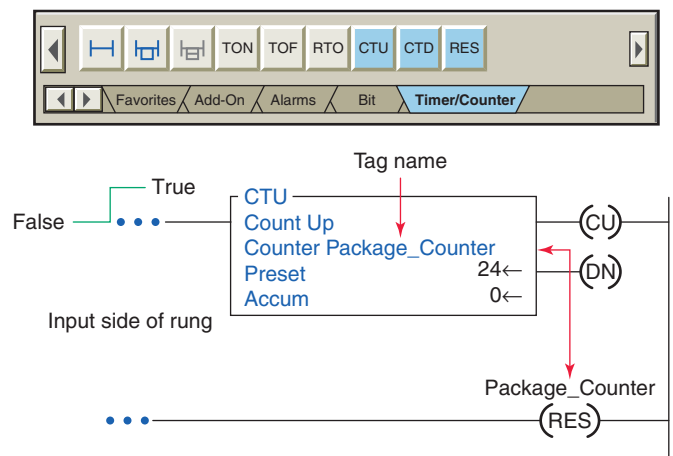 TON TOF RTO CTU CTD RES
Favorites Add-On Alarms Bit Timer/Counter
Tag name
True
False
CTU
Count Up
Counter Package_Counter
Preset 24←
Accum 0←
CU
DN
Input side of rung
Package_Counter
RES